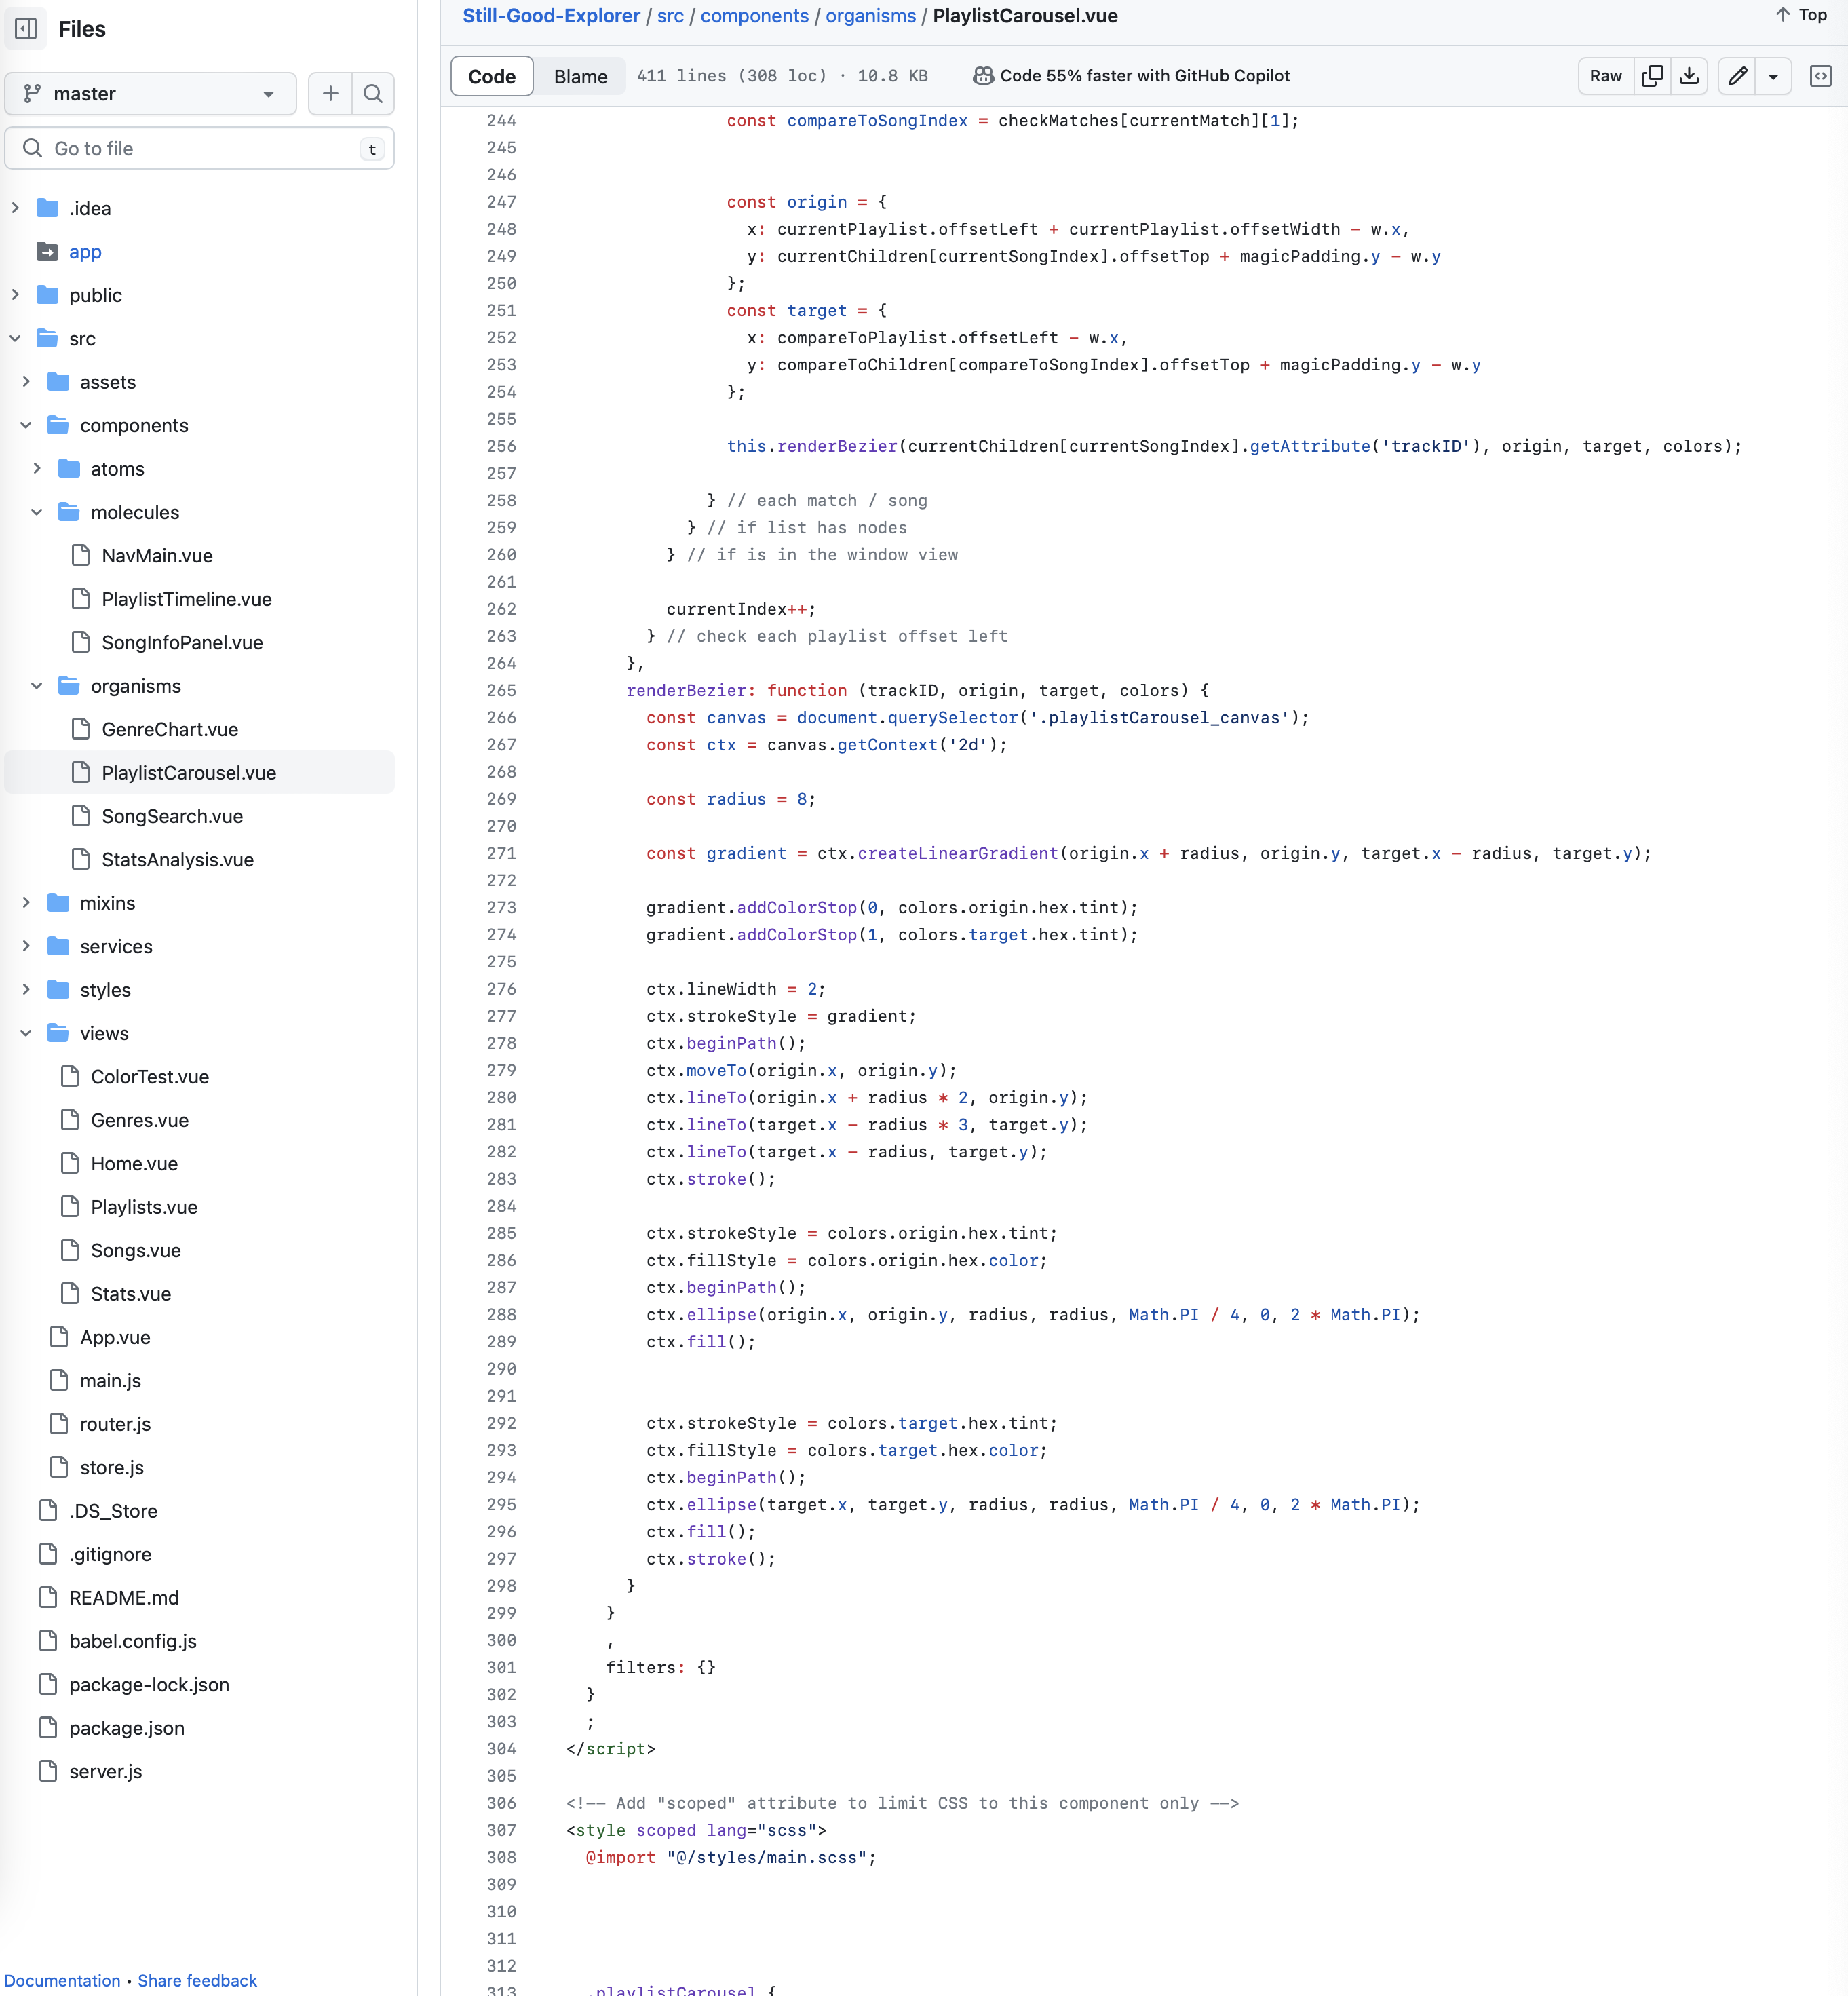 Files
master
Go to file
t
.idea
app
public
src
assets
components
atoms
molecules
NavMain.vue
PlaylistTimeline.vue
SongInfoPanel.vue
organisms
GenreChart.vue
PlaylistCarousel.vue
SongSearch.vue
StatsAnalysis.vue
mixins
services
styles
views
ColorTest.vue
Genres.vue
Home.vue
Playlists.vue
Songs.vue
Stats.vue
App.vue
main.js
router.js
store.js
.DS_Store
.gitignore
README.md
babel.config.js
package-lock.json
package.json
server.js
Documentation • Share feedback
Still-Good-Explorer / src / components / organisms / PlaylistCarousel.vue
Top
Code Blame 411 lines (308 loc) · 10.8 KB Code 55% faster with GitHub Copilot Raw
244 const compareToSongIndex = checkMatches[currentMatch][1];
245
246
247 const origin = {
248 x: currentPlaylist.offsetLeft + currentPlaylist.offsetWidth - w.x,
249 y: currentChildren[currentSongIndex].offsetTop + magicPadding.y - w.y
250 };
251 const target = {
252 x: compareToPlaylist.offsetLeft - w.x,
253 y: compareToChildren[compareToSongIndex].offsetTop + magicPadding.y - w.y
254 };
255
256 this.renderBezier(currentChildren[currentSongIndex].getAttribute('trackID'), origin, target, colors);
257
258 } // each match / song
259 } // if list has nodes
260 } // if is in the window view
261
262 currentIndex++;
263 } // check each playlist offset left
264 },
265 renderBezier: function (trackID, origin, target, colors) {
266 const canvas = document.querySelector('.playlistCarousel_canvas');
267 const ctx = canvas.getContext('2d');
268
269 const radius = 8;
270
271 const gradient = ctx.createLinearGradient(origin.x + radius, origin.y, target.x - radius, target.y);
272
273 gradient.addColorStop(0, colors.origin.hex.tint);
274 gradient.addColorStop(1, colors.target.hex.tint);
275
276 ctx.lineWidth = 2;
277 ctx.strokeStyle = gradient;
278 ctx.beginPath();
279 ctx.moveTo(origin.x, origin.y);
280 ctx.lineTo(origin.x + radius * 2, origin.y);
281 ctx.lineTo(target.x - radius * 3, target.y);
282 ctx.lineTo(target.x - radius, target.y);
283 ctx.stroke();
284
285 ctx.strokeStyle = colors.origin.hex.tint;
286 ctx.fillStyle = colors.origin.hex.color;
287 ctx.beginPath();
288 ctx.ellipse(origin.x, origin.y, radius, radius, Math.PI / 4, 0, 2 * Math.PI);
289 ctx.fill();
290
291
292 ctx.strokeStyle = colors.target.hex.tint;
293 ctx.fillStyle = colors.target.hex.color;
294 ctx.beginPath();
295 ctx.ellipse(target.x, target.y, radius, radius, Math.PI / 4, 0, 2 * Math.PI);
296 ctx.fill();
297 ctx.stroke();
298 }
299 }
300 ,
301 filters: {}
302 }
303 ;
304 </script>
305
306 <!-- Add "scoped" attribute to limit CSS to this component only -->
307 <style scoped lang="scss">
308 @import "@/styles/main.scss";
309
310
311
312
313 .playlistCarousel {